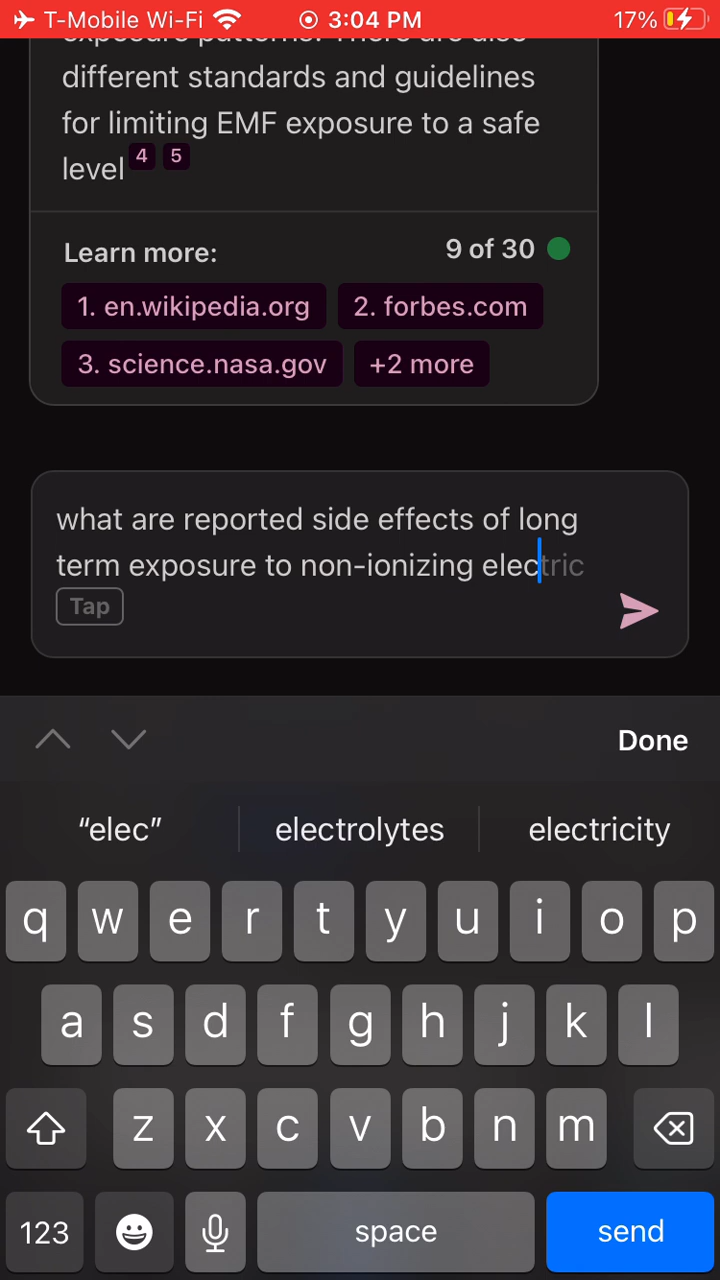 T-Mobile Wi-Fi 3:04 PM 17%
different standards and guidelines
for limiting EMF exposure to a safe
level 4 5
Learn more: 9 of 30
1. en.wikipedia.org 2. forbes.com
3. science.nasa.gov +2 more
what are reported side effects of long
term exposure to non-ionizing electric
Tap
Done
“elec” electrolytes electricity
q w e r t y u i o p
a s d f g h j k l
z x c v b n m
123 space send